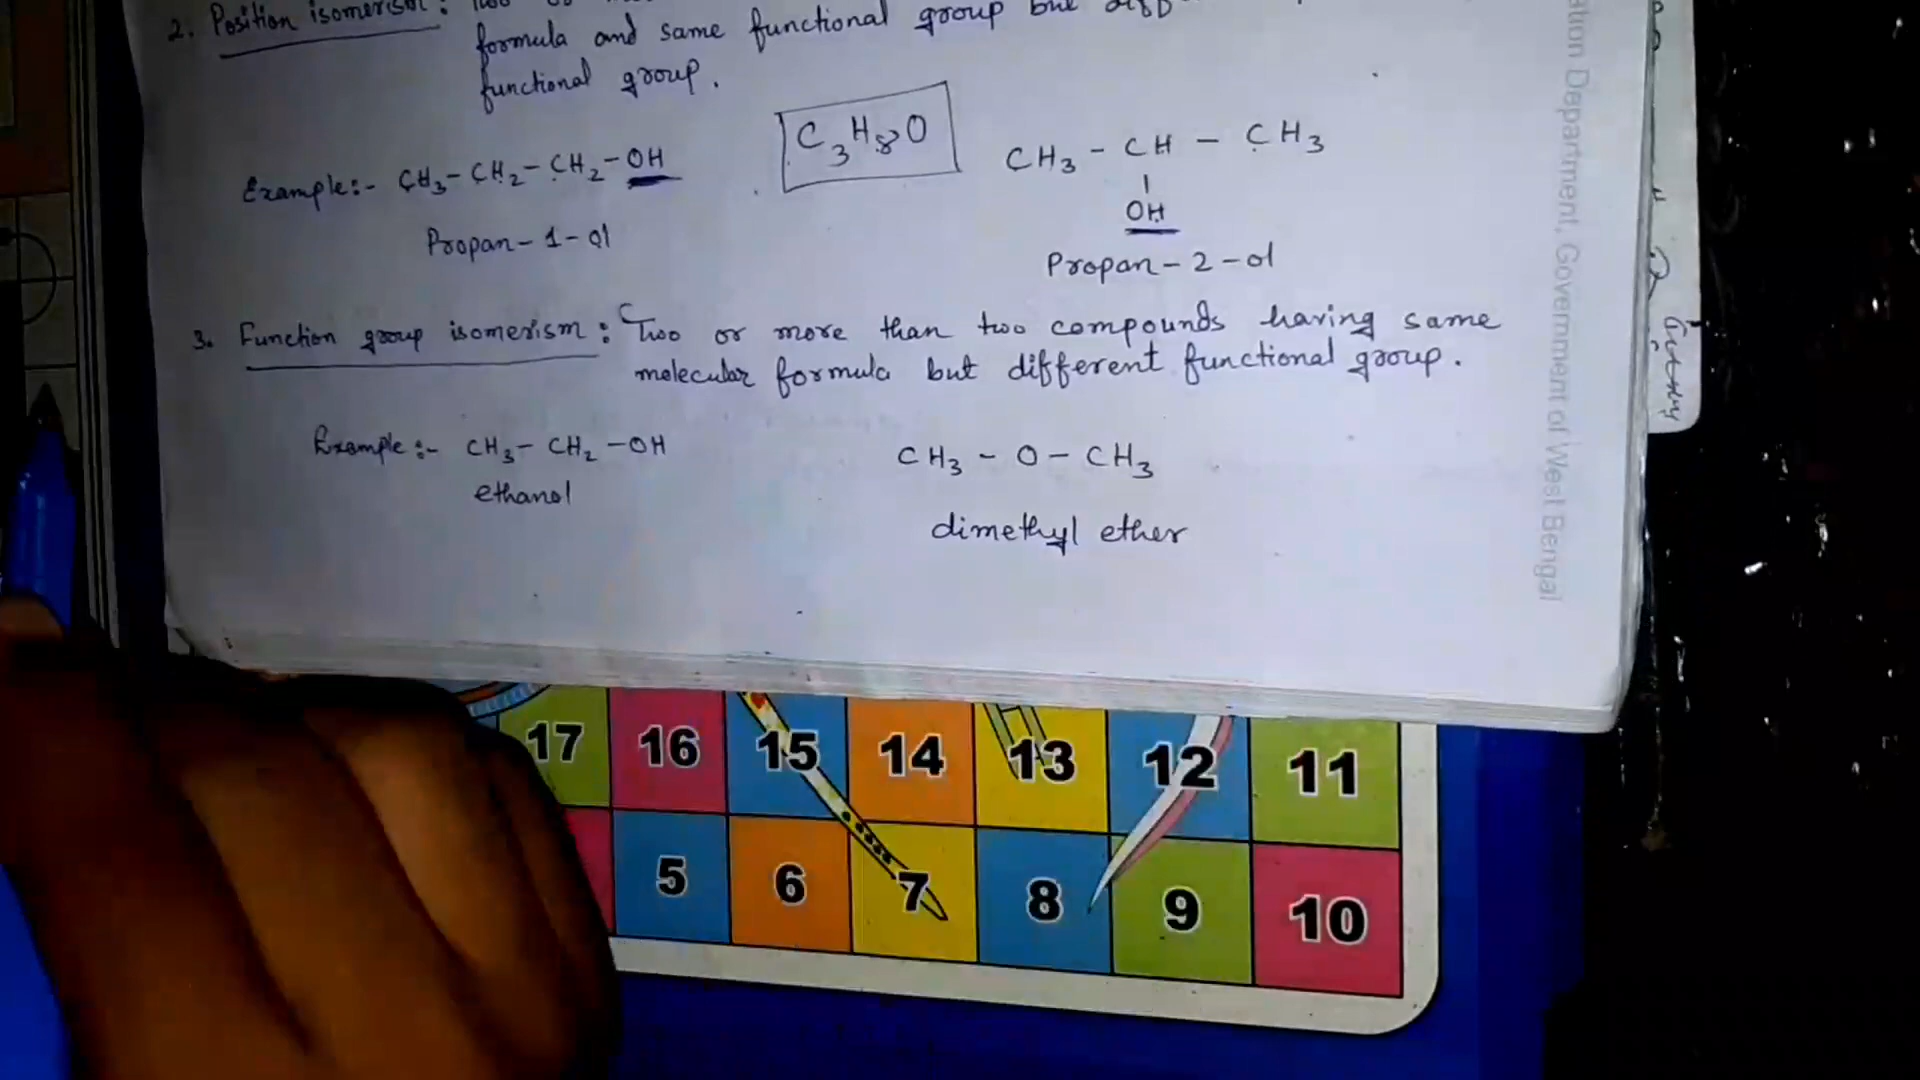 2. Position isomerism :
formula and same functional group but
functional group.
Example:- CH₃-CH₂-CH₂-OH
C₃H₈O
CH₃ - CH - CH₃
OH
Propan-1-ol
Propan-2-ol
3. Function group isomerism : Two or more than two compounds having same
molecular formula but different functional group.
Example:- CH₃-CH₂-OH
CH₃ - O - CH₃
ethanol
dimethyl ether
ation Department, Government of West Bengal
17 16 15 14 13 12 11
5 6 7 8 9 10